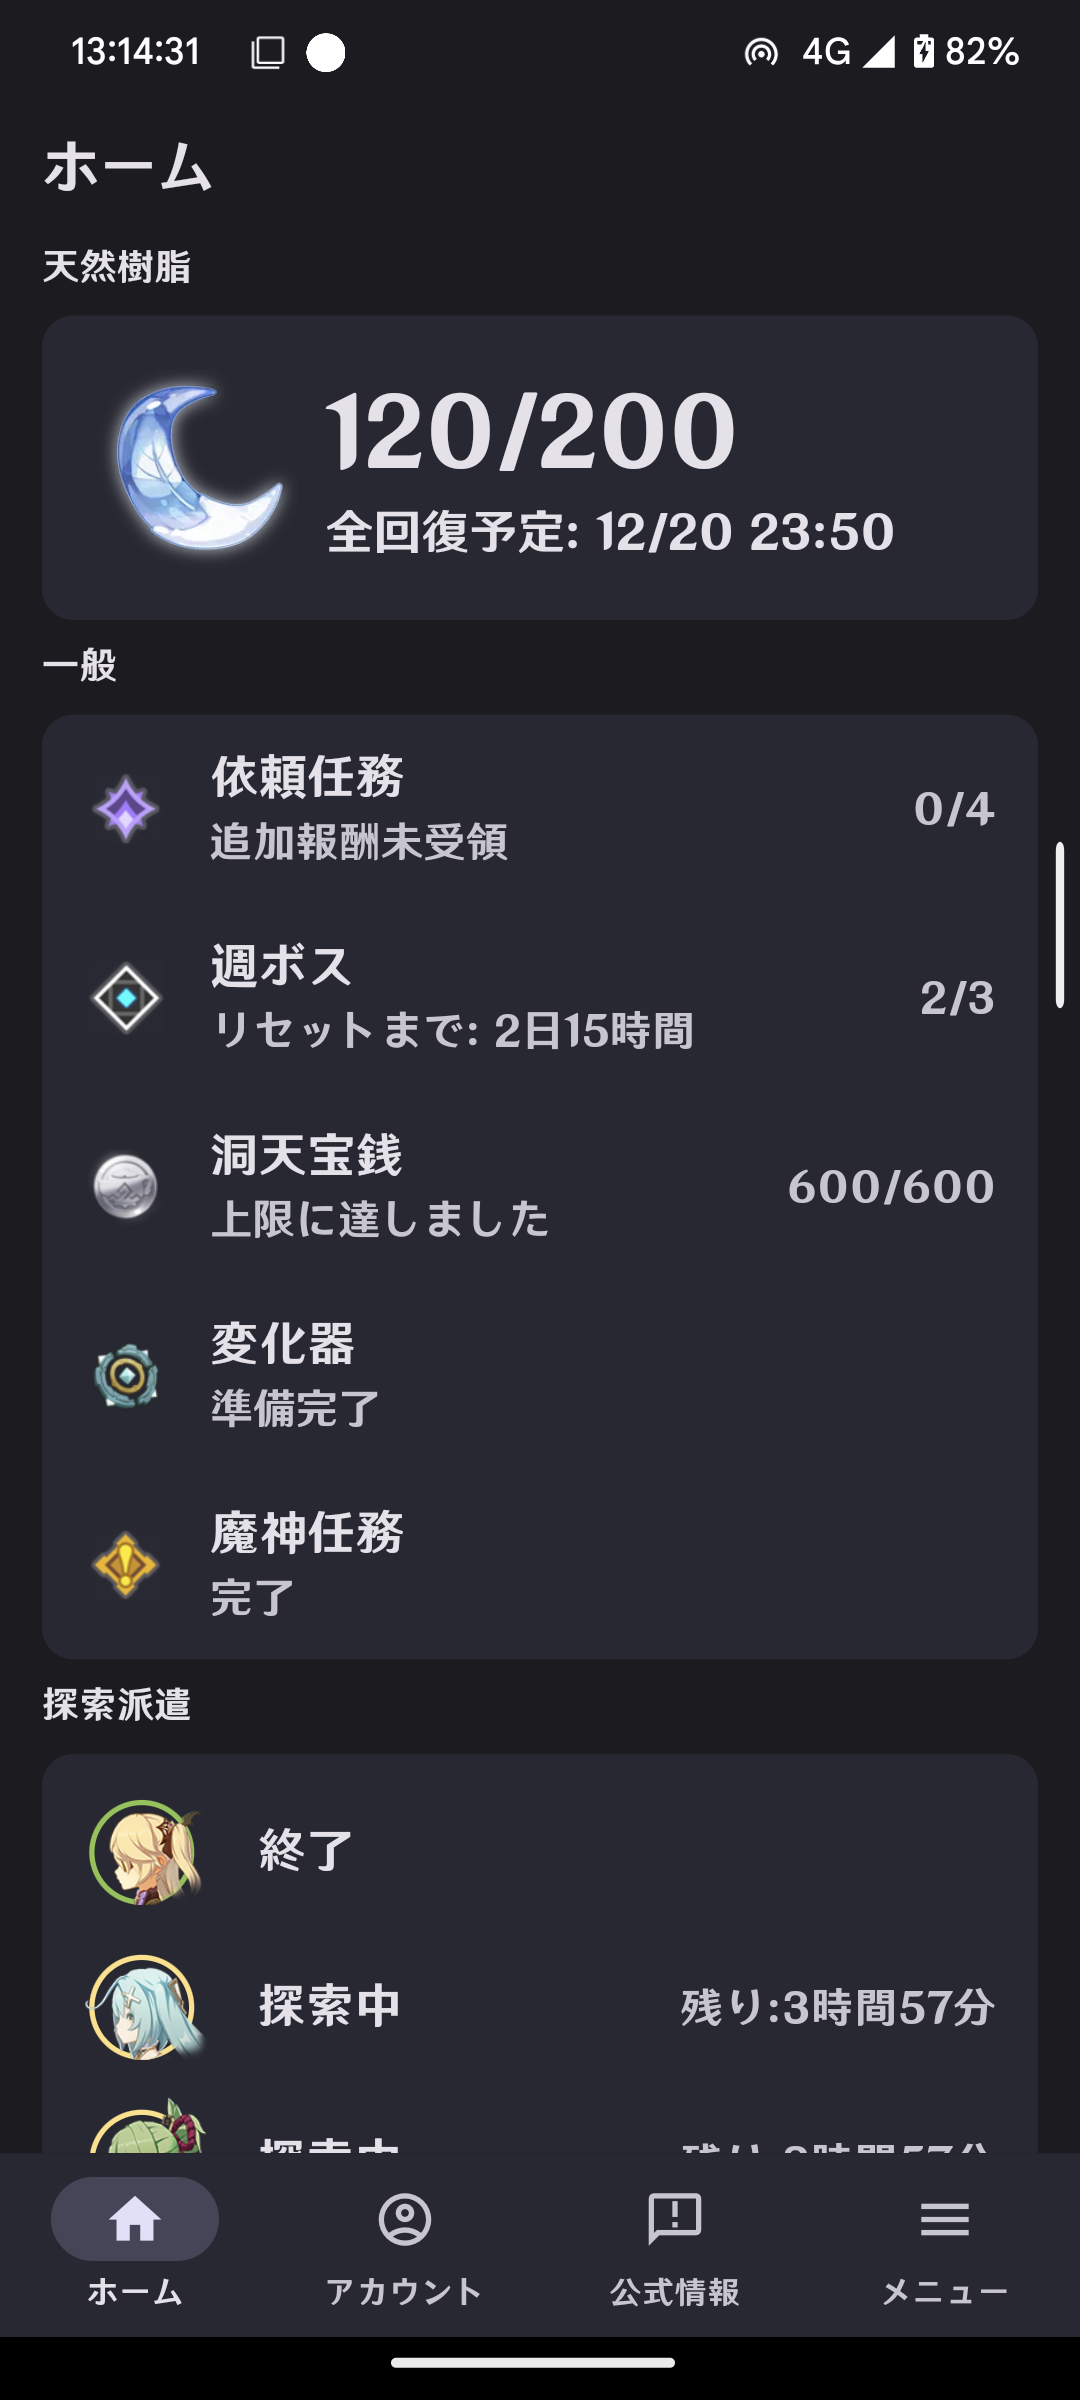 13:14:31 4G 82%
ホーム
天然樹脂
120/200
全回復予定: 12/20 23:50
一般
依頼任務
追加報酬未受領
0/4
週ボス
リセットまで: 2日15時間
2/3
洞天宝銭
上限に達しました
600/600
変化器
準備完了
魔神任務
完了
探索派遣
終了
探索中
残り:3時間57分
探索中
ホーム
アカウント
公式情報
メニュー